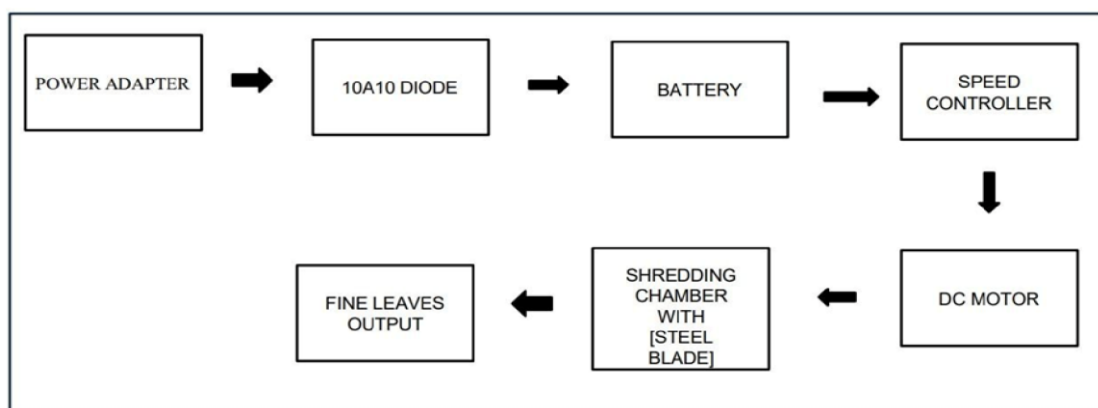 POWER ADAPTER
10A10 DIODE
BATTERY
SPEED
CONTROLLER
DC MOTOR
SHREDDING
CHAMBER
WITH
[STEEL
BLADE]
FINE LEAVES
OUTPUT